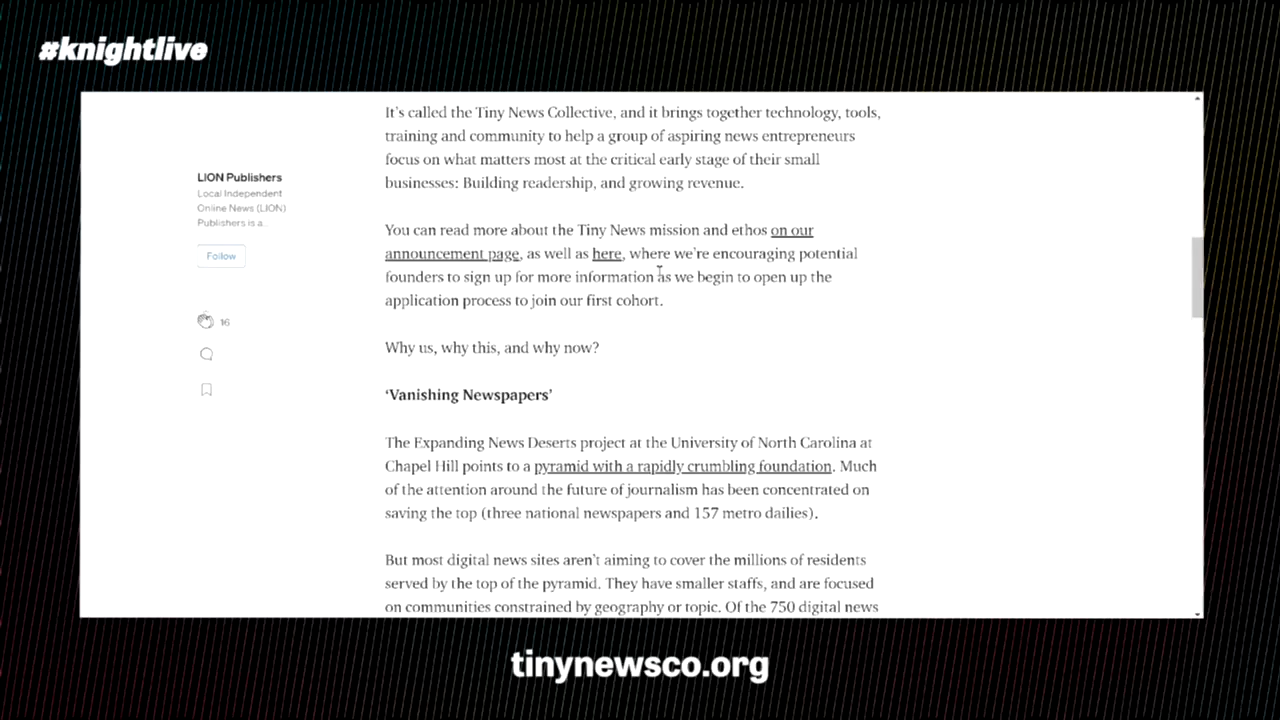 #knightlive
It's called the Tiny News Collective, and it brings together technology, tools,
training and community to help a group of aspiring news entrepreneurs
focus on what matters most at the critical early stage of their small
businesses: Building readership, and growing revenue.
LION Publishers
Local Independent
Online News (LION)
Publishers is a..
Follow
16
You can read more about the Tiny News mission and ethos on our
announcement page, as well as here, where we're encouraging potential
founders to sign up for more information as we begin to open up the
application process to join our first cohort.
Why us, why this, and why now?
‘Vanishing Newspapers’
The Expanding News Deserts project at the University of North Carolina at
Chapel Hill points to a pyramid with a rapidly crumbling foundation. Much
of the attention around the future of journalism has been concentrated on
saving the top (three national newspapers and 157 metro dailies).
But most digital news sites aren't aiming to cover the millions of residents
served by the top of the pyramid. They have smaller staffs, and are focused
on communities constrained by geography or topic. Of the 750 digital news
tinynewsco.org